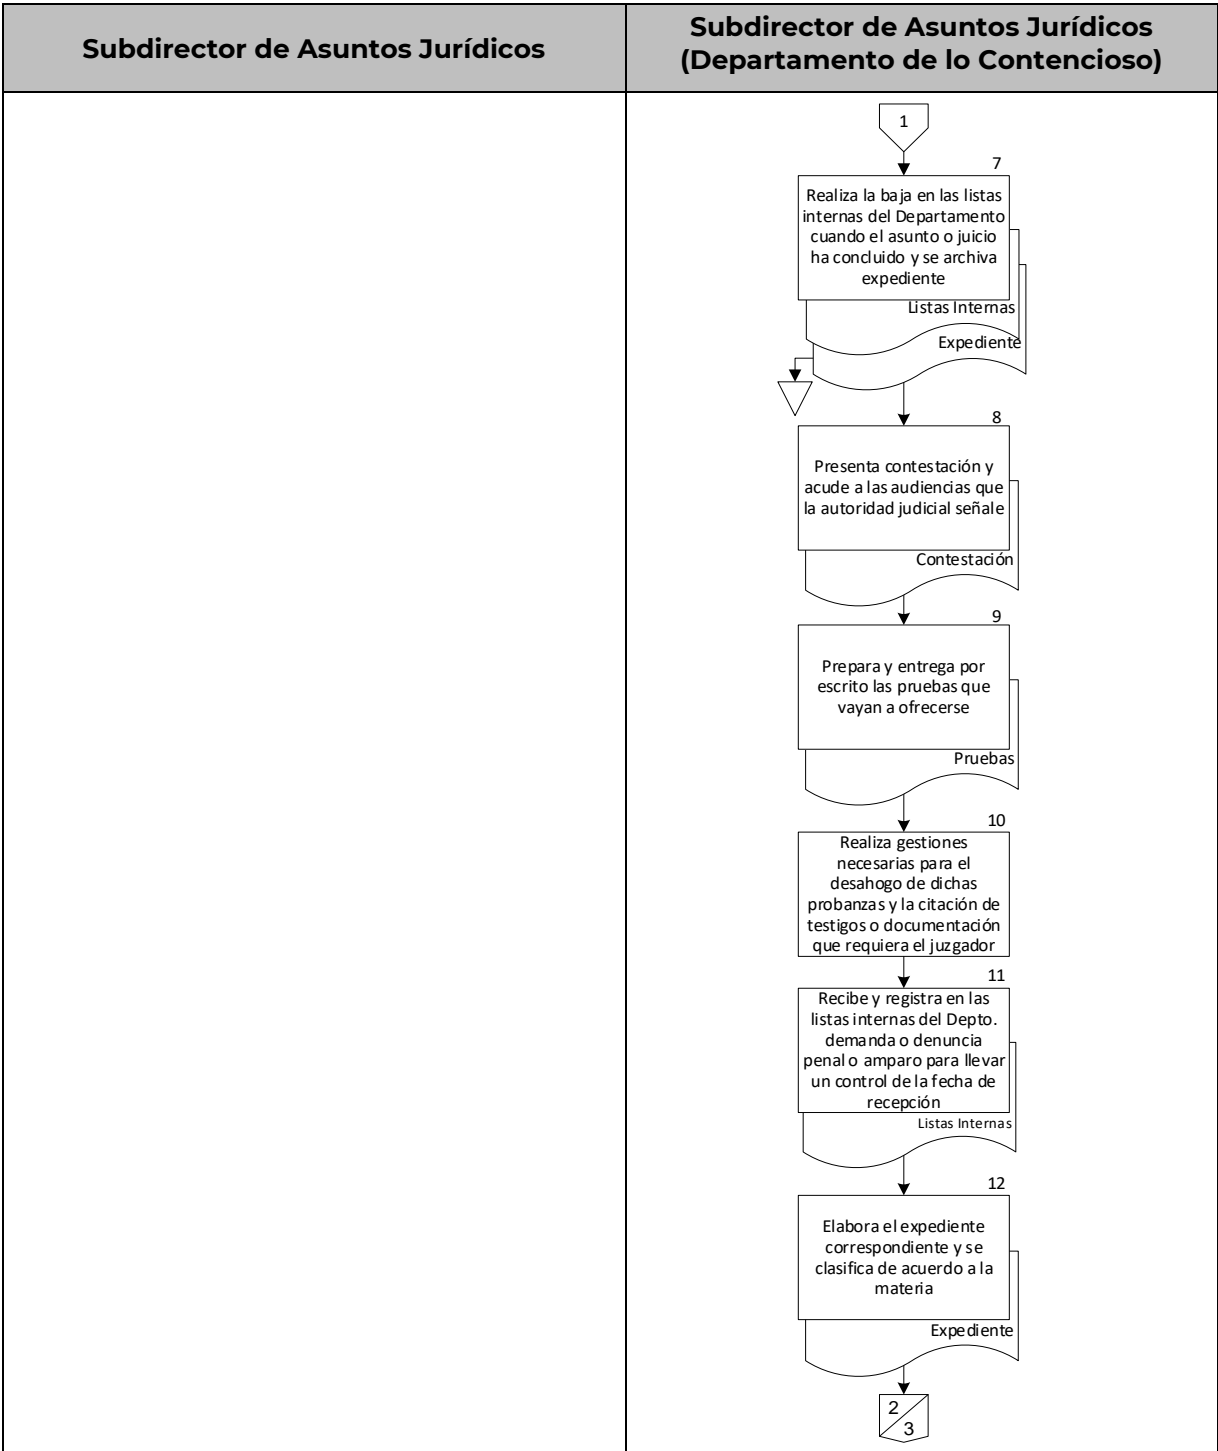 Subdirector de Asuntos Jurídicos
Subdirector de Asuntos Jurídicos
(Departamento de lo Contencioso)
1
7
Realiza la baja en las listas
internas del Departamento
cuando el asunto o juicio
ha concluido y se archiva
expediente
Listas Internas
Expediente
8
Presenta contestación y
acude a las audiencias que
la autoridad judicial señale
Contestación
9
Prepara y entrega por
escrito las pruebas que
vayan a ofrecerse
Pruebas
10
Realiza gestiones
necesarias para el
desahogo de dichas
probanzas y la citación de
testigos o documentación
que requiera el juzgador
11
Recibe y registra en las
listas internas del Depto.
demanda o denuncia
penal o amparo para llevar
un control de la fecha de
recepción
Listas Internas
12
Elabora el expediente
correspondiente y se
clasifica de acuerdo a la
materia
Expediente
2
3